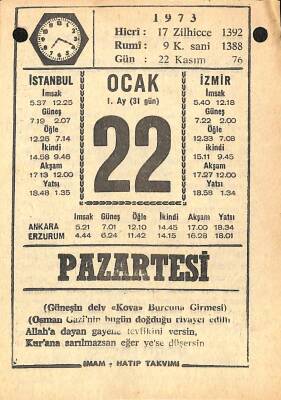 1973
Hicri: 17 Zilhicce 1392
Rumî: 9 K. sani 1388
Gün: 22 Kasım 76
İSTANBUL
İmsak
5.37 12.25
Güneş
7.19 2.07
Öğle
12.26 7.14
İkindi
14.58 9.46
Akşam
17.13 12.00
Yatsı
18.48 1.35
OCAK
1. Ay (31 gün)
22
İZMİR
İmsak
5.40 12.18
Güneş
7.22 2.00
Öğle
12.33 7.08
İkindi
15.11 9.45
Akşam
17.27 12.00
Yatsı
18.58 1.34
İmsak Güneş Öğle İkindi Akşam Yatsı
ANKARA 5.21 7.01 12.10 14.45 17.00 18.34
ERZURUM 4.44 6.24 11.42 14.15 16.28 18.01
PAZARTESİ
(Güneşin delv «Kova» Burcuna Girmesi)
(Osman Gazi'nin bugün doğduğu rivayet edilir)
Allah'a dayan gayene tevfikini versin,
Kur'ana sarılmazsan eğer ye'se düşersin
İMAM - HATIP TAKVİMİ